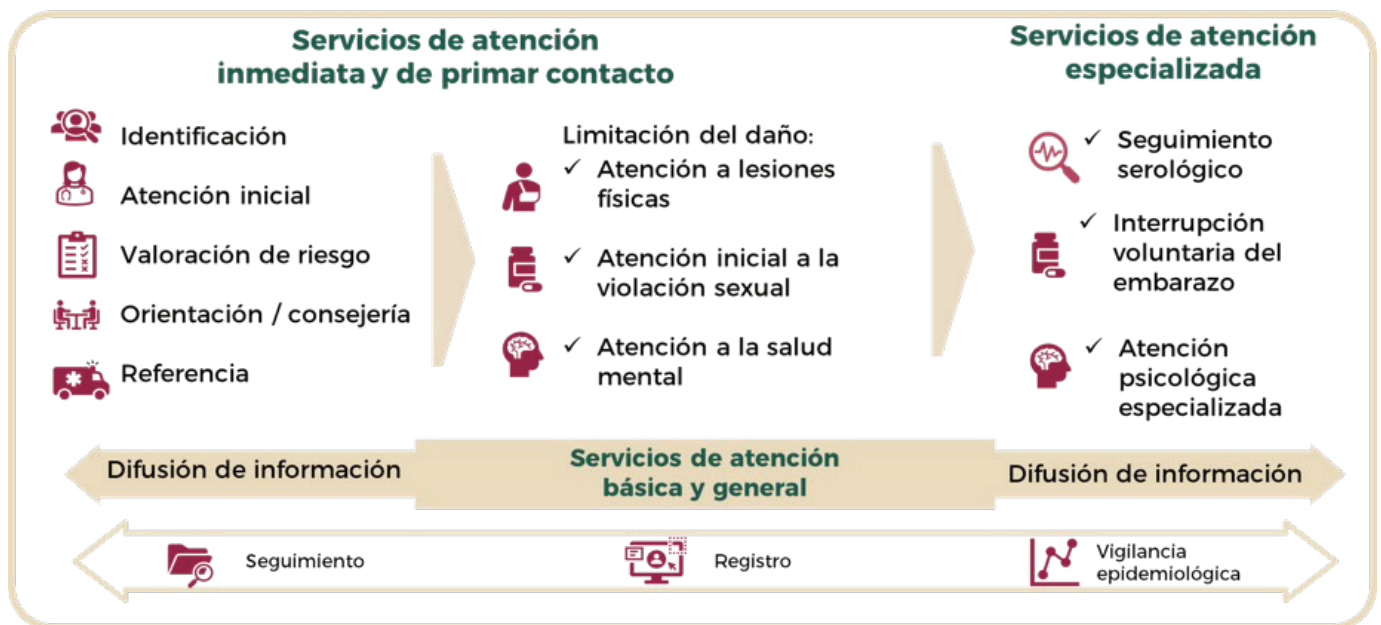 Servicios de atención
inmediata y de primar contacto
Identificación
Atención inicial
Valoración de riesgo
Orientación / consejería
Referencia
Limitación del daño:
✓ Atención a lesiones
físicas
✓ Atención inicial a la
violación sexual
✓ Atención a la salud
mental
Servicios de atención
especializada
✓ Seguimiento
serológico
✓ Interrupción
voluntaria del
embarazo
✓ Atención
psicológica
especializada
Difusión de información
Servicios de atención
básica y general
Difusión de información
Seguimiento
Registro
Vigilancia
epidemiológica